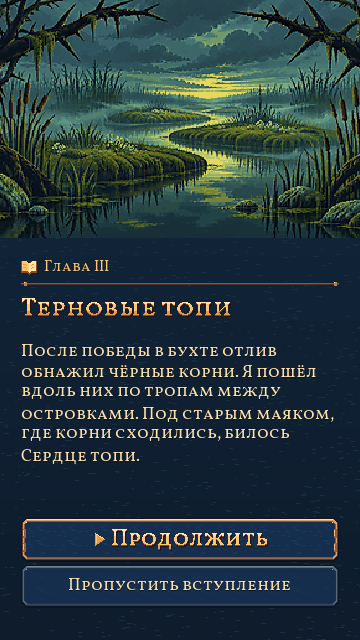 Глава III
Терновые топи
После победы в бухте отлив
обнажил чёрные корни. Я пошёл
вдоль них по тропам между
островками. Под старым маяком,
где корни сходились, билось
Сердце топи.
Продолжить
Пропустить вступление